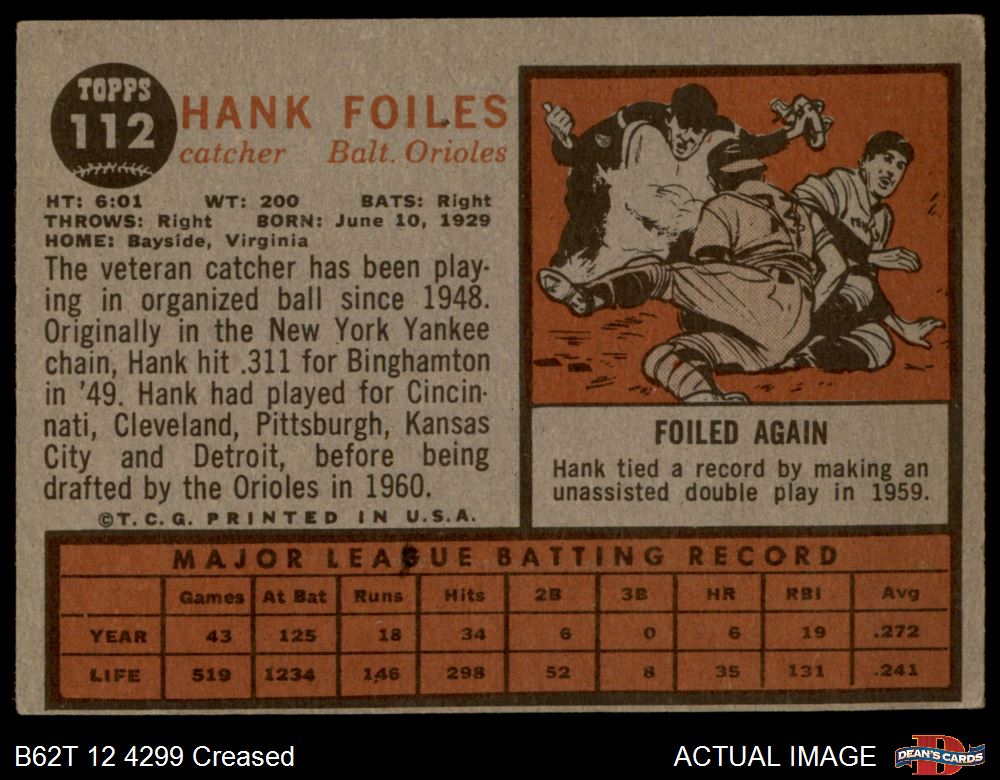 TOPPS
112
HANK FOILES
catcher Balt. Orioles
HT: 6:01 WT: 200 BATS: Right
THROWS: Right BORN: June 10, 1929
HOME: Bayside, Virginia
The veteran catcher has been play-
ing in organized ball since 1948.
Originally in the New York Yankee
chain, Hank hit .311 for Binghamton
in '49. Hank had played for Cincin-
nati, Cleveland, Pittsburgh, Kansas
City and Detroit, before being
drafted by the Orioles in 1960.
©T.C.G. PRINTED IN U.S.A.
FOILED AGAIN
Hank tied a record by making an
unassisted double play in 1959.
MAJOR LEAGUE BATTING RECORD
Games At Bat Runs Hits 2B 3B HR RBI Avg
YEAR 43 125 18 34 6 0 6 19 .272
LIFE 519 1234 146 298 52 8 35 131 .241
B62T 12 4299 Creased
ACTUAL IMAGE
DEAN'S CARDS